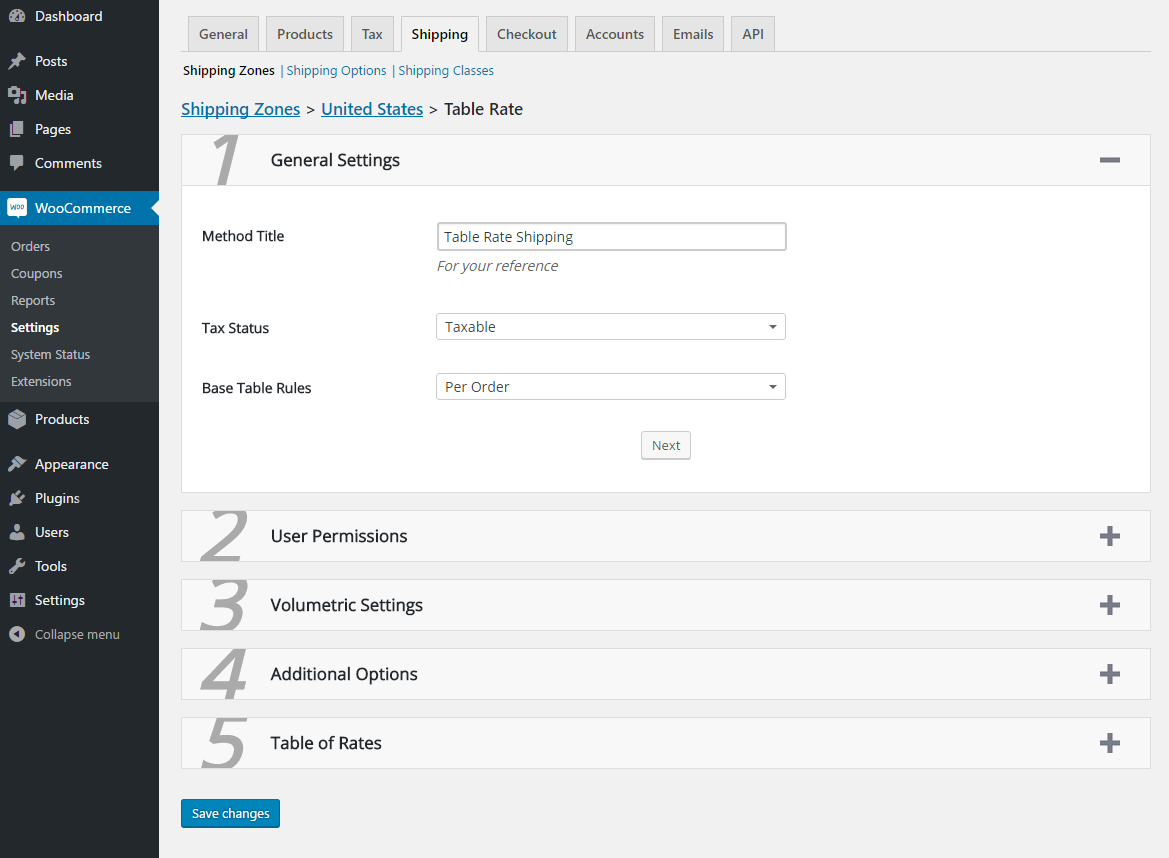 Dashboard
Posts
Media
Pages
Comments
WOO WooCommerce
Orders
Coupons
Reports
Settings
System Status
Extensions
Products
Appearance
Plugins
Users
Tools
Settings
Collapse menu
General Products Tax Shipping Checkout Accounts Emails API
Shipping Zones | Shipping Options | Shipping Classes
Shipping Zones > United States > Table Rate
1 General Settings
Method Title Table Rate Shipping
For your reference
Tax Status Taxable
Base Table Rules Per Order
Next
2 User Permissions
3 Volumetric Settings
4 Additional Options
5 Table of Rates
Save changes